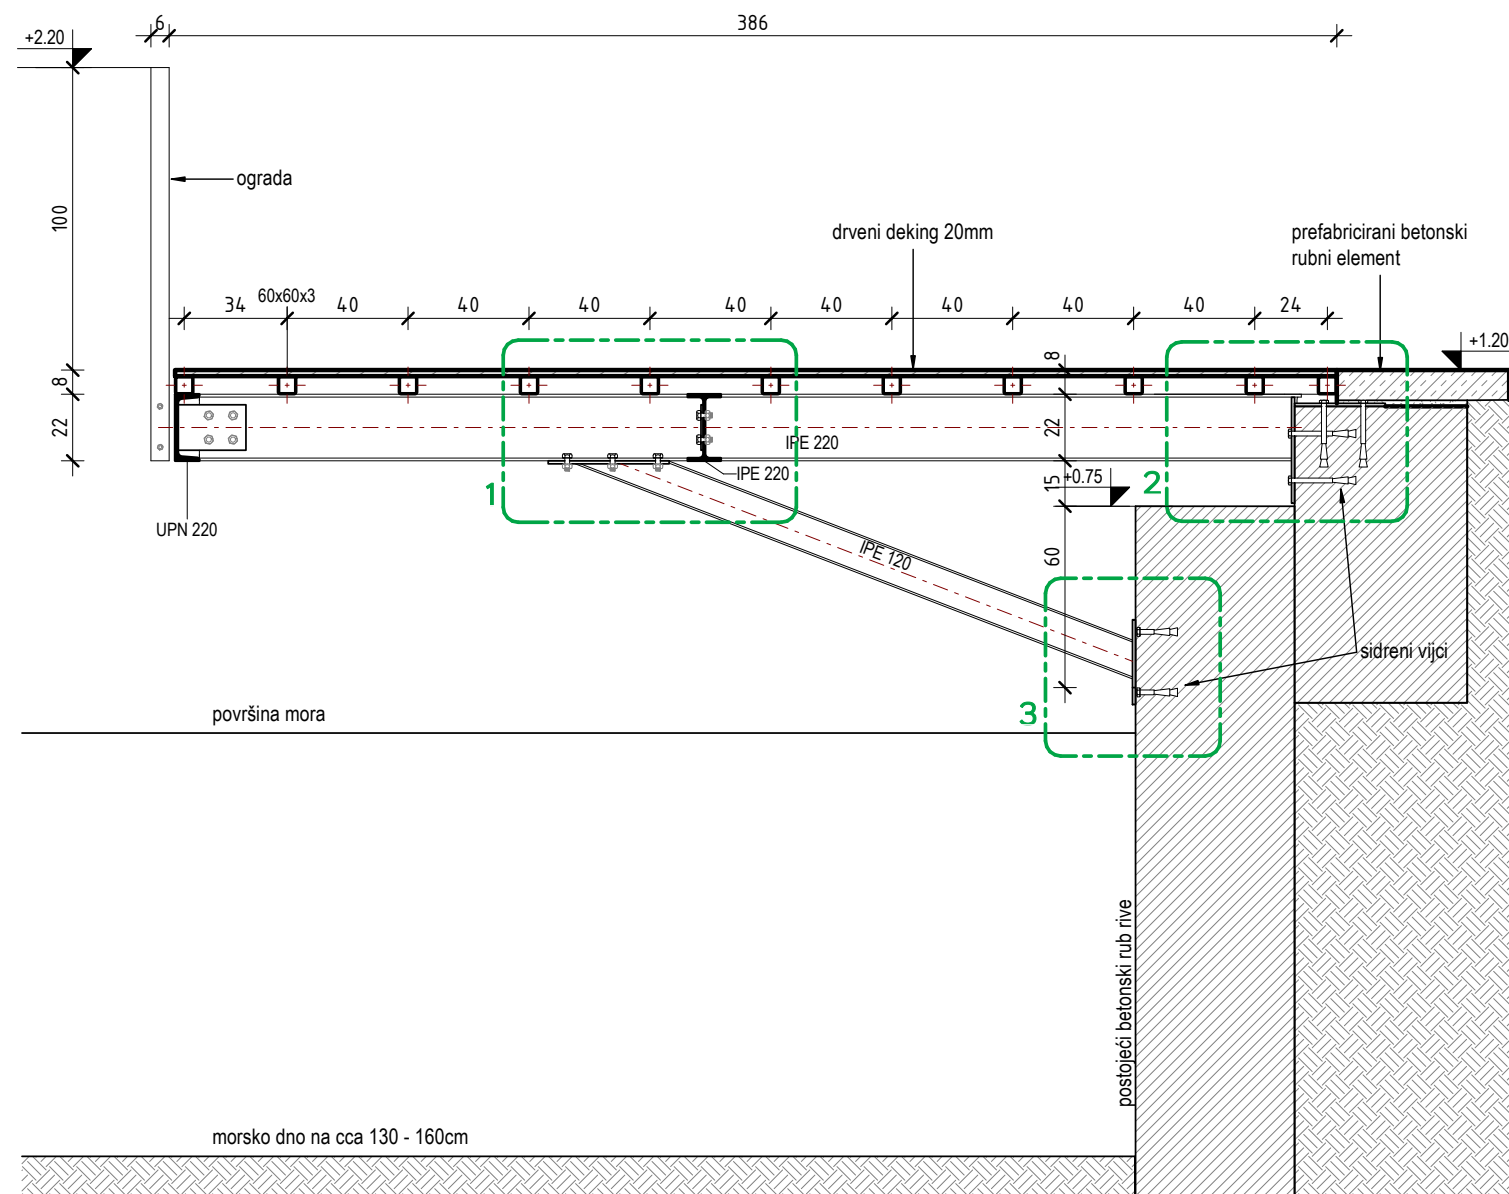 6
386
+2.20
ograda
100
drveni deking 20mm
prefabricirani betonski
rubni element
34
60x60x3
40
40
40
40
40
40
40
40
24
+1.20
8
8
22
22
IPE 220
IPE 220
1
15
+0.75
2
UPN 220
IPE 120
60
sidreni vijci
3
površina mora
postojeći betonski rub rive
morsko dno na cca 130 - 160cm